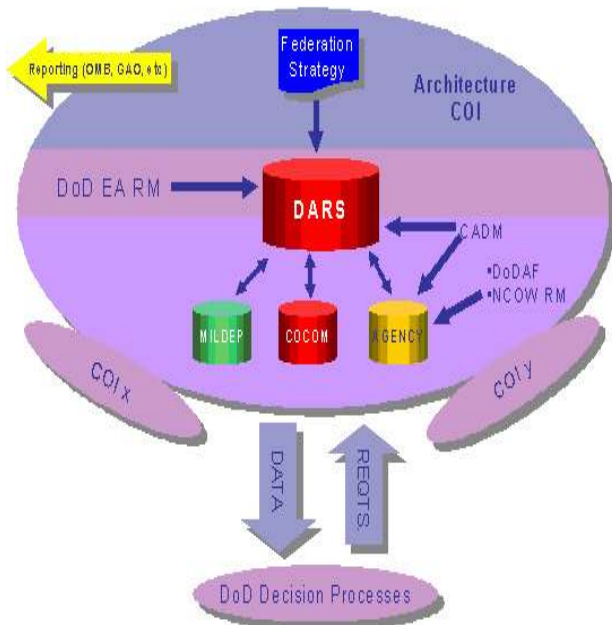 Reporting (OMB, GAO, etc)
Federation
Strategy
Architecture
COI
DoD EA RM
DARS
CADM
•DoDAF
•NCOW RM
MILDEP
COCOM
AGENCY
COI x
COI y
DATA
REQTS.
DoD Decision Processes